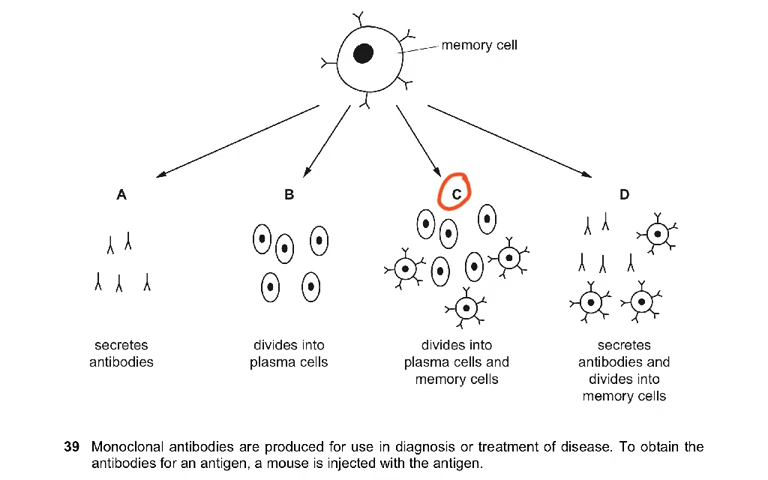 memory cell
A
B
C
D
secretes
antibodies
divides into
plasma cells
divides into
plasma cells and
memory cells
secretes
antibodies and
divides into
memory cells
39 Monoclonal antibodies are produced for use in diagnosis or treatment of disease. To obtain the
antibodies for an antigen, a mouse is injected with the antigen.